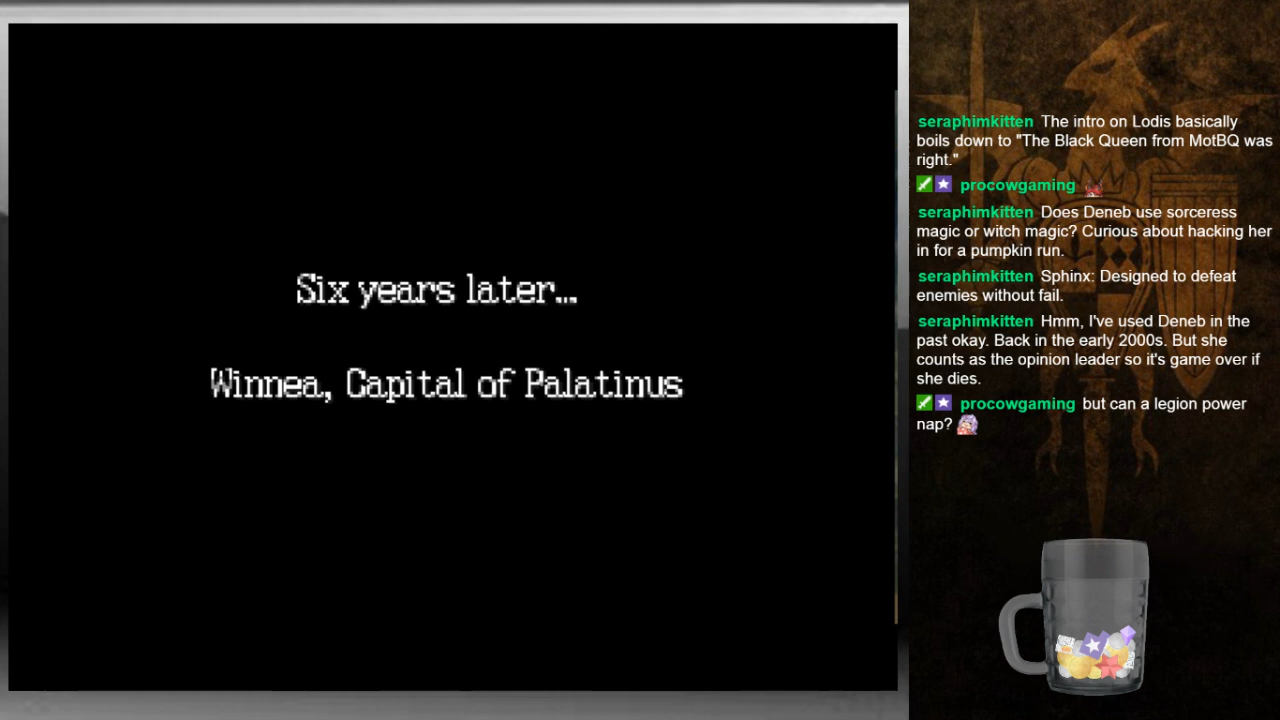 Six years later...
Winnea, Capital of Palatinus
seraphimkitten The intro on Lodis basically
boils down to "The Black Queen from MotBQ was
right."
procowgaming
seraphimkitten Does Deneb use sorceress
magic or witch magic? Curious about hacking her
in for a pumpkin run.
seraphimkitten Sphinx: Designed to defeat
enemies without fail.
seraphimkitten Hmm, I've used Deneb in the
past okay. Back in the early 2000s. But she
counts as the opinion leader so it's game over if
she dies.
procowgaming but can a legion power
nap?